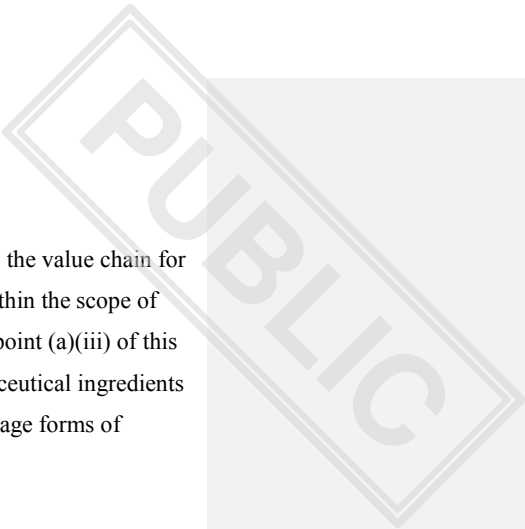 the value chain for
thin the scope of
point (a)(iii) of this
ceutical ingredients
age forms of
PUBLIC